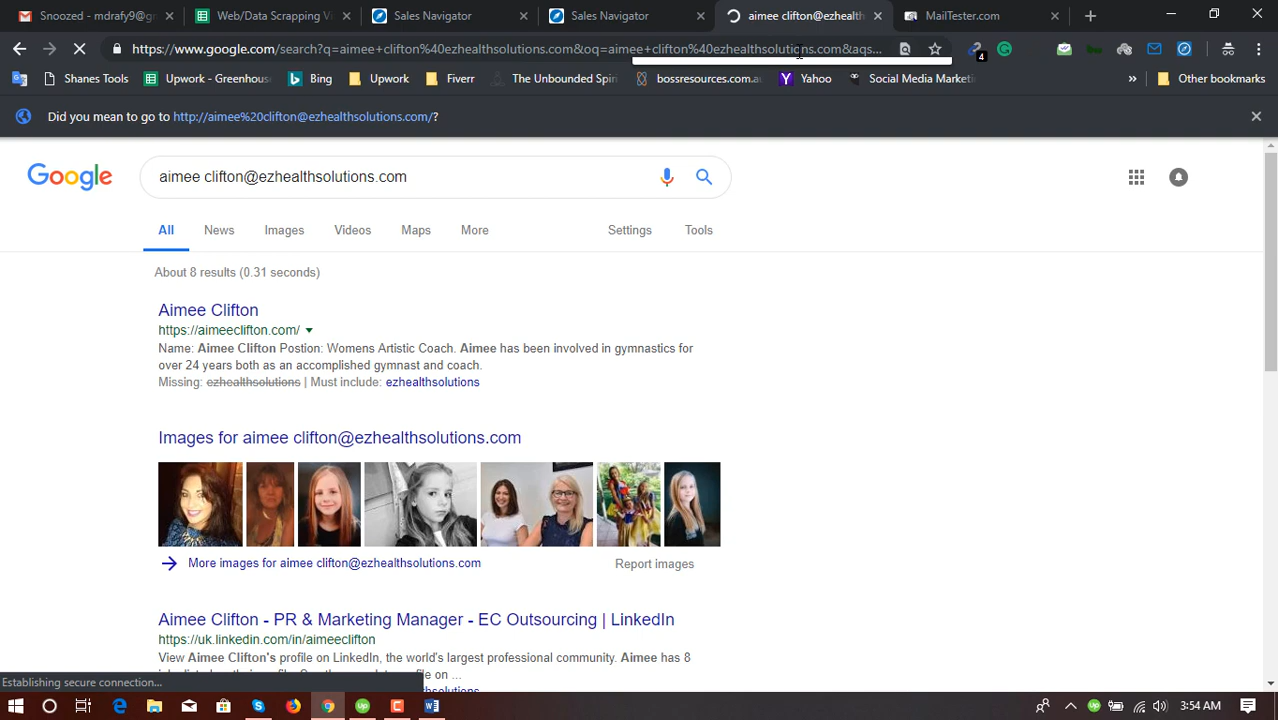 Snoozed - mdrafy9@gr
Web/Data Scrapping Vi
Sales Navigator
Sales Navigator
aimee clifton@ezhealth
MailTester.com
https://www.google.com/search?q=aimee+clifton%40ezhealthsolutions.com&oq=aimee+clifton%40ezhealthsolutions.com&aqs...
4
Shanes Tools
Upwork - Greenhous
Bing
Upwork
Fiverr
The Unbounded Spin
bossresources.com.au
Yahoo
Social Media Marketi
Other bookmarks
Did you mean to go to http://aimee%20clifton@ezhealthsolutions.com/?
Google
aimee clifton@ezhealthsolutions.com
All News Images Videos Maps More Settings Tools
About 8 results (0.31 seconds)
Aimee Clifton
https://aimeeclifton.com/
Name: Aimee Clifton Postion: Womens Artistic Coach. Aimee has been involved in gymnastics for
over 24 years both as an accomplished gymnast and coach.
Missing: ezhealthsolutions | Must include: ezhealthsolutions
Images for aimee clifton@ezhealthsolutions.com
More images for aimee clifton@ezhealthsolutions.com
Report images
Aimee Clifton - PR & Marketing Manager - EC Outsourcing | LinkedIn
https://uk.linkedin.com/in/aimeeclifton
View Aimee Clifton's profile on LinkedIn, the world's largest professional community. Aimee has 8
Establishing secure connection...
3:54 AM